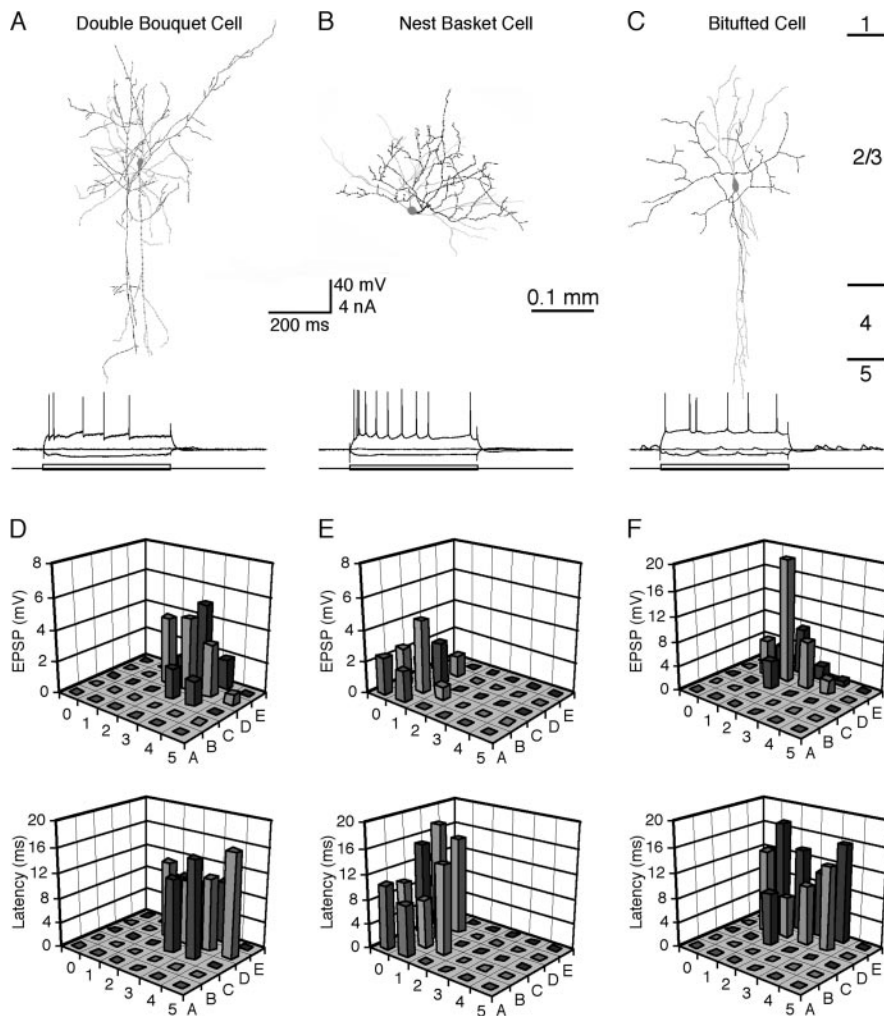 A Double Bouquet Cell B Nest Basket Cell C Bitufted Cell 1
2/3
40 mV
4 nA
200 ms
0.1 mm
4
5
D E F
8 8 20
6 6 16
4 4 12
2 2 8
0 0 4
0
EPSP (mV) EPSP (mV) EPSP (mV)
0 1 2 3 4 5 A B C D E
0 1 2 3 4 5 A B C D E
0 1 2 3 4 5 A B C D E
20 20 20
16 16 16
12 12 12
8 8 8
4 4 4
0 0 0
Latency (ms) Latency (ms) Latency (ms)
0 1 2 3 4 5 A B C D E
0 1 2 3 4 5 A B C D E
0 1 2 3 4 5 A B C D E